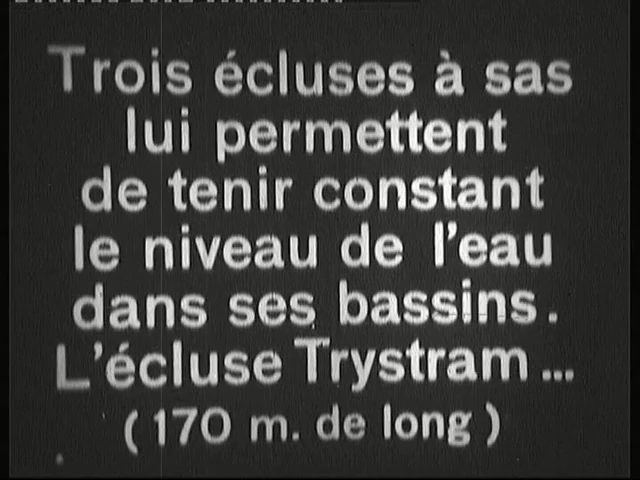 Trois écluses à sas
lui permettent
de tenir constant
le niveau de l'eau
dans ses bassins.
L'écluse Trystram ...
( 170 m. de long )